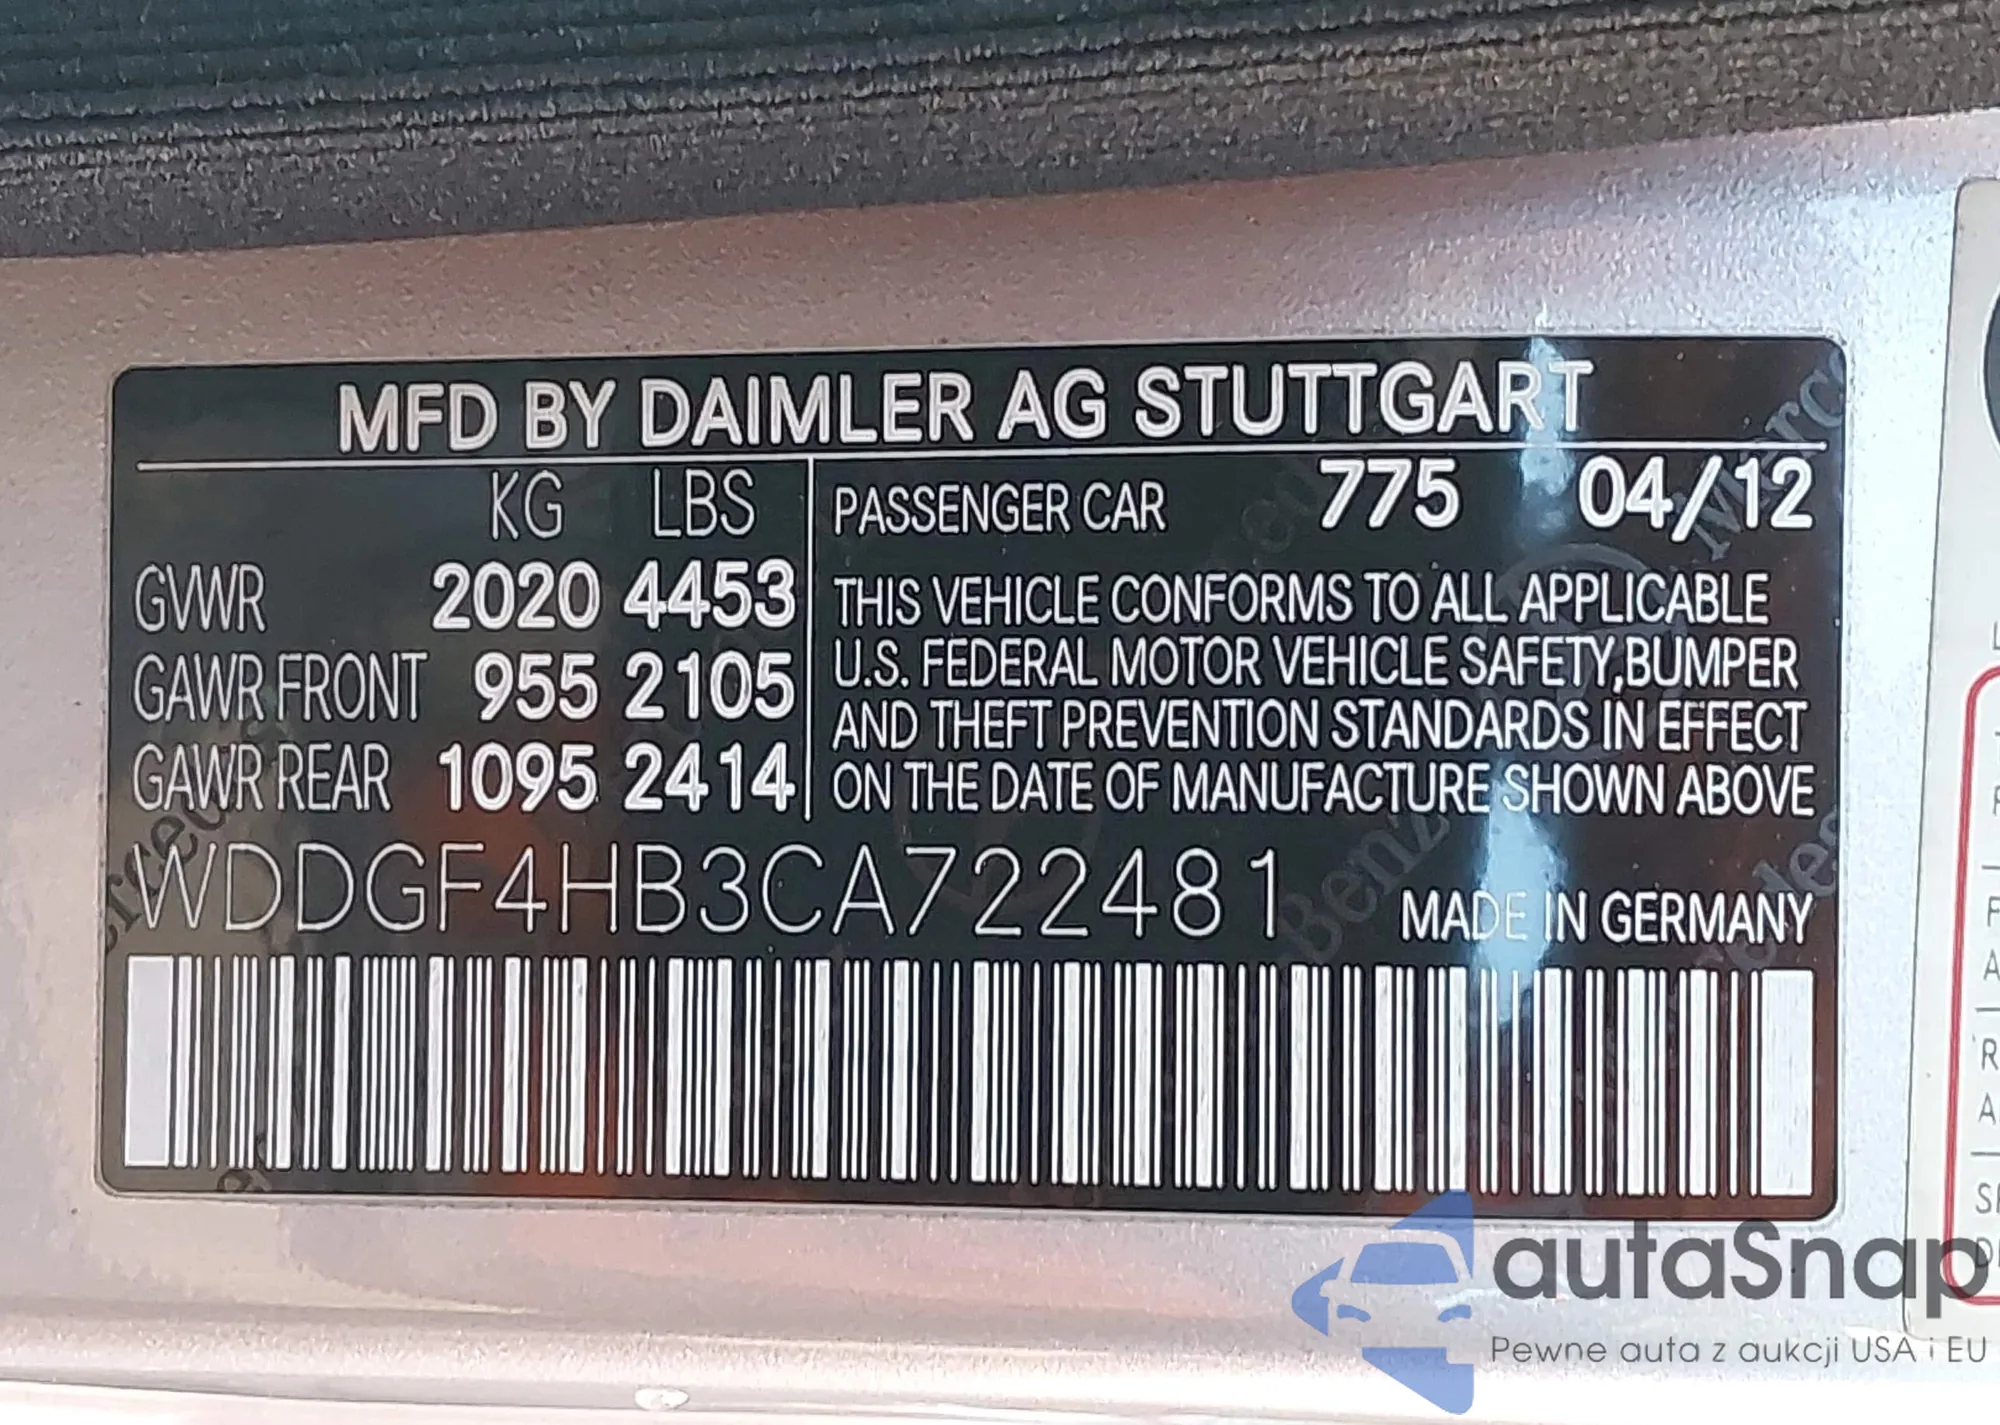 MFD BY DAIMLER AG STUTTGART
KG LBS
GVWR 2020 4453
GAWR FRONT 955 2105
GAWR REAR 1095 2414
PASSENGER CAR 775 04/12
THIS VEHICLE CONFORMS TO ALL APPLICABLE
U.S. FEDERAL MOTOR VEHICLE SAFETY, BUMPER
AND THEFT PREVENTION STANDARDS IN EFFECT
ON THE DATE OF MANUFACTURE SHOWN ABOVE
WDDGF4HB3CA722481
MADE IN GERMANY
autaSnap
Pewne auta z aukcji USA i EU